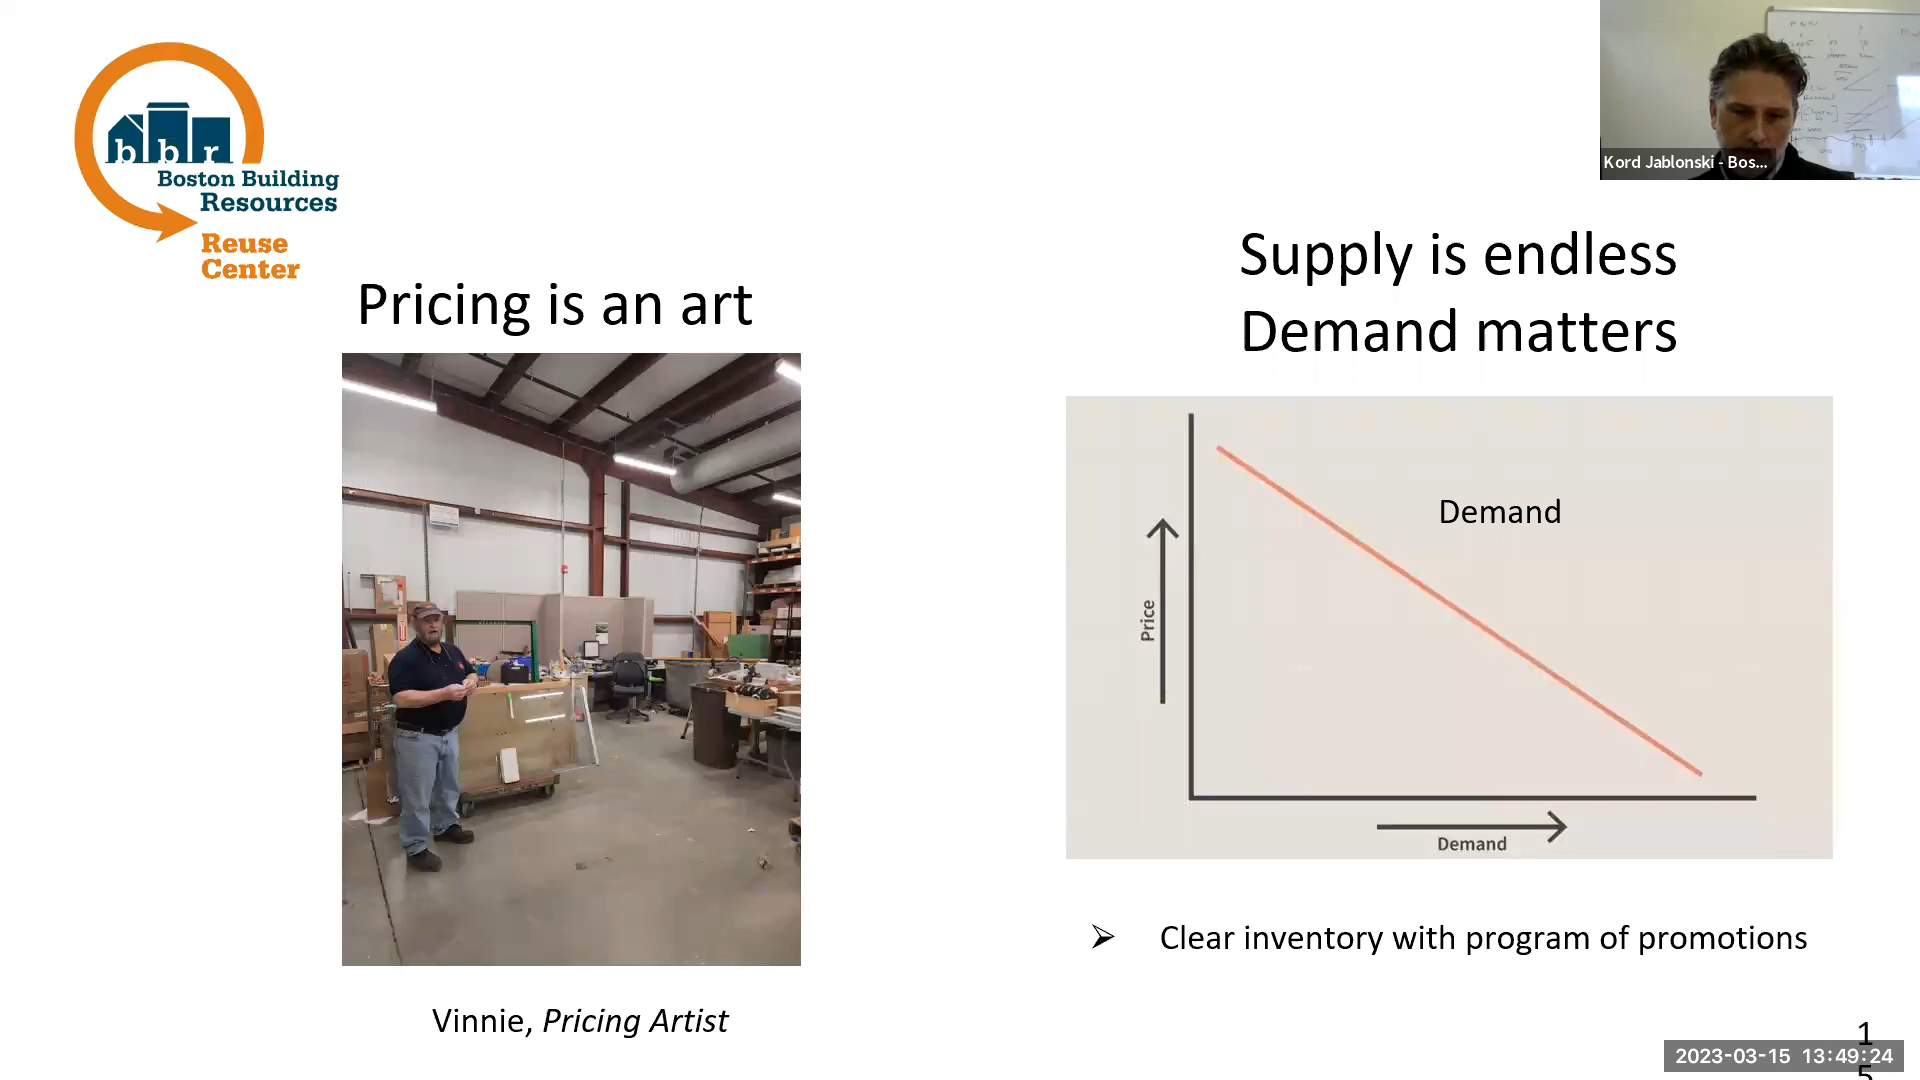 b b r
Boston Building
Resources
Reuse
Center
Kord Jablonski - Bos...
Pricing is an art
Supply is endless
Demand matters
Demand
Price
Demand
Clear inventory with program of promotions
Vinnie, Pricing Artist
1
5
2023-03-15 13:49:24